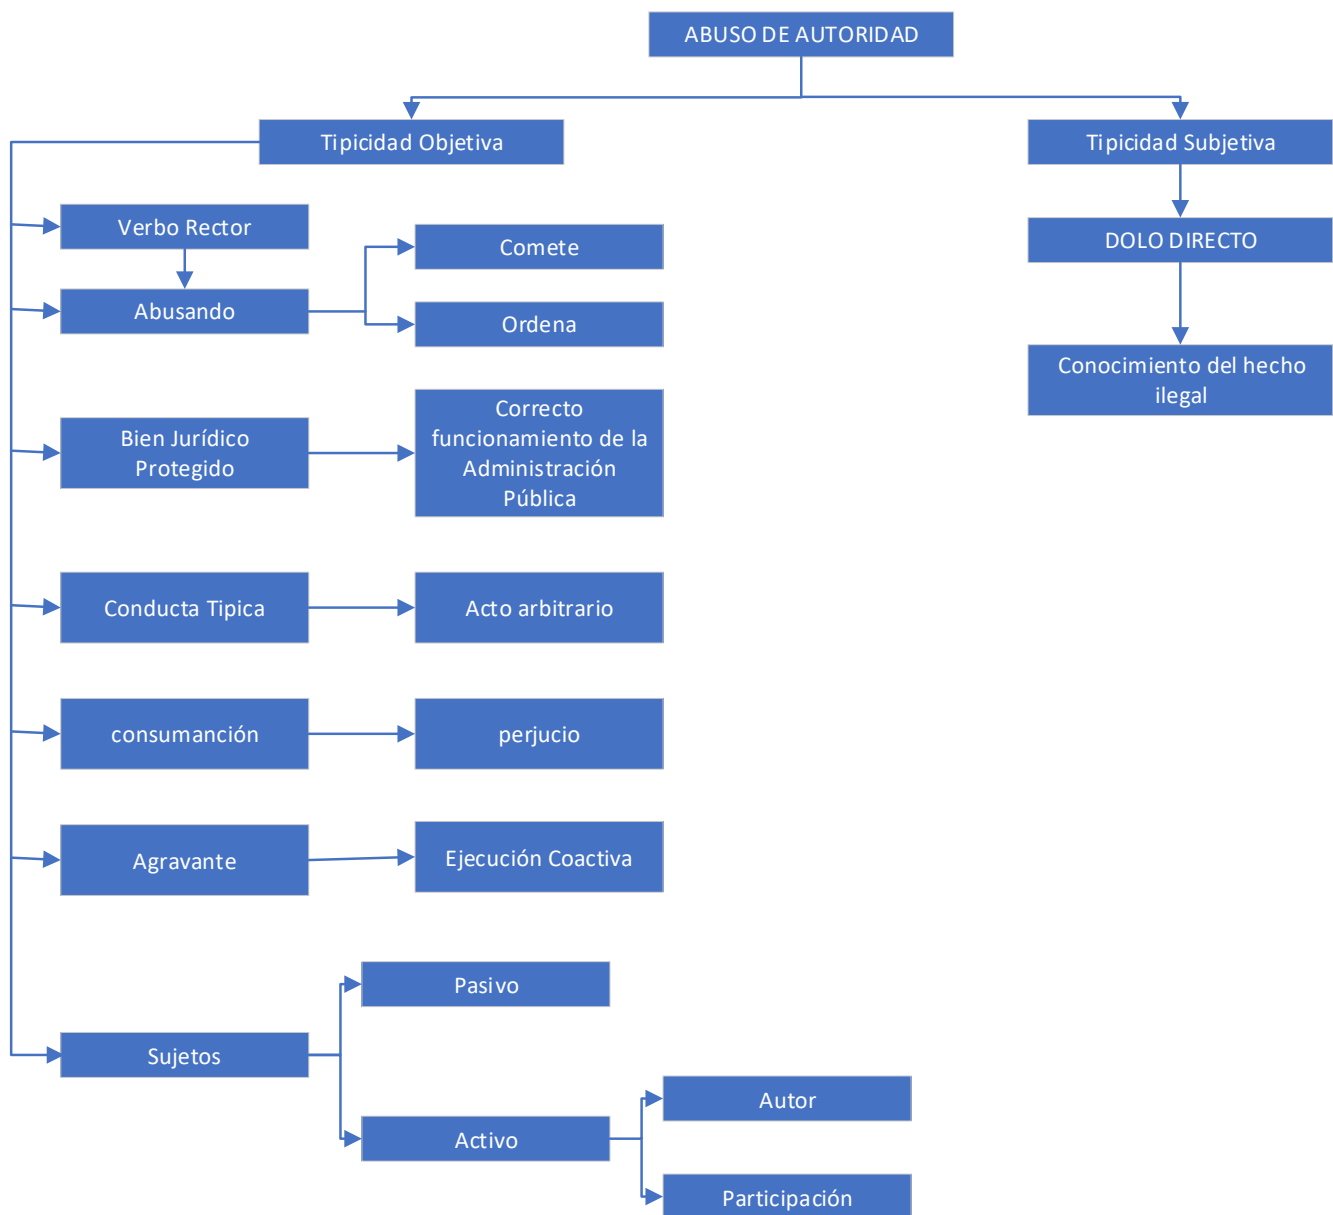 ABUSO DE AUTORIDAD
Tipicidad Objetiva
Tipicidad Subjetiva
Verbo Rector
Comete
DOLO DIRECTO
Abusando
Ordena
Conocimiento del hecho
ilegal
Bien Jurídico
Protegido
Correcto
funcionamiento de la
Administración
Pública
Conducta Tipica
Acto arbitrario
consumanción
perjucio
Agravante
Ejecución Coactiva
Pasivo
Sujetos
Autor
Activo
Participación